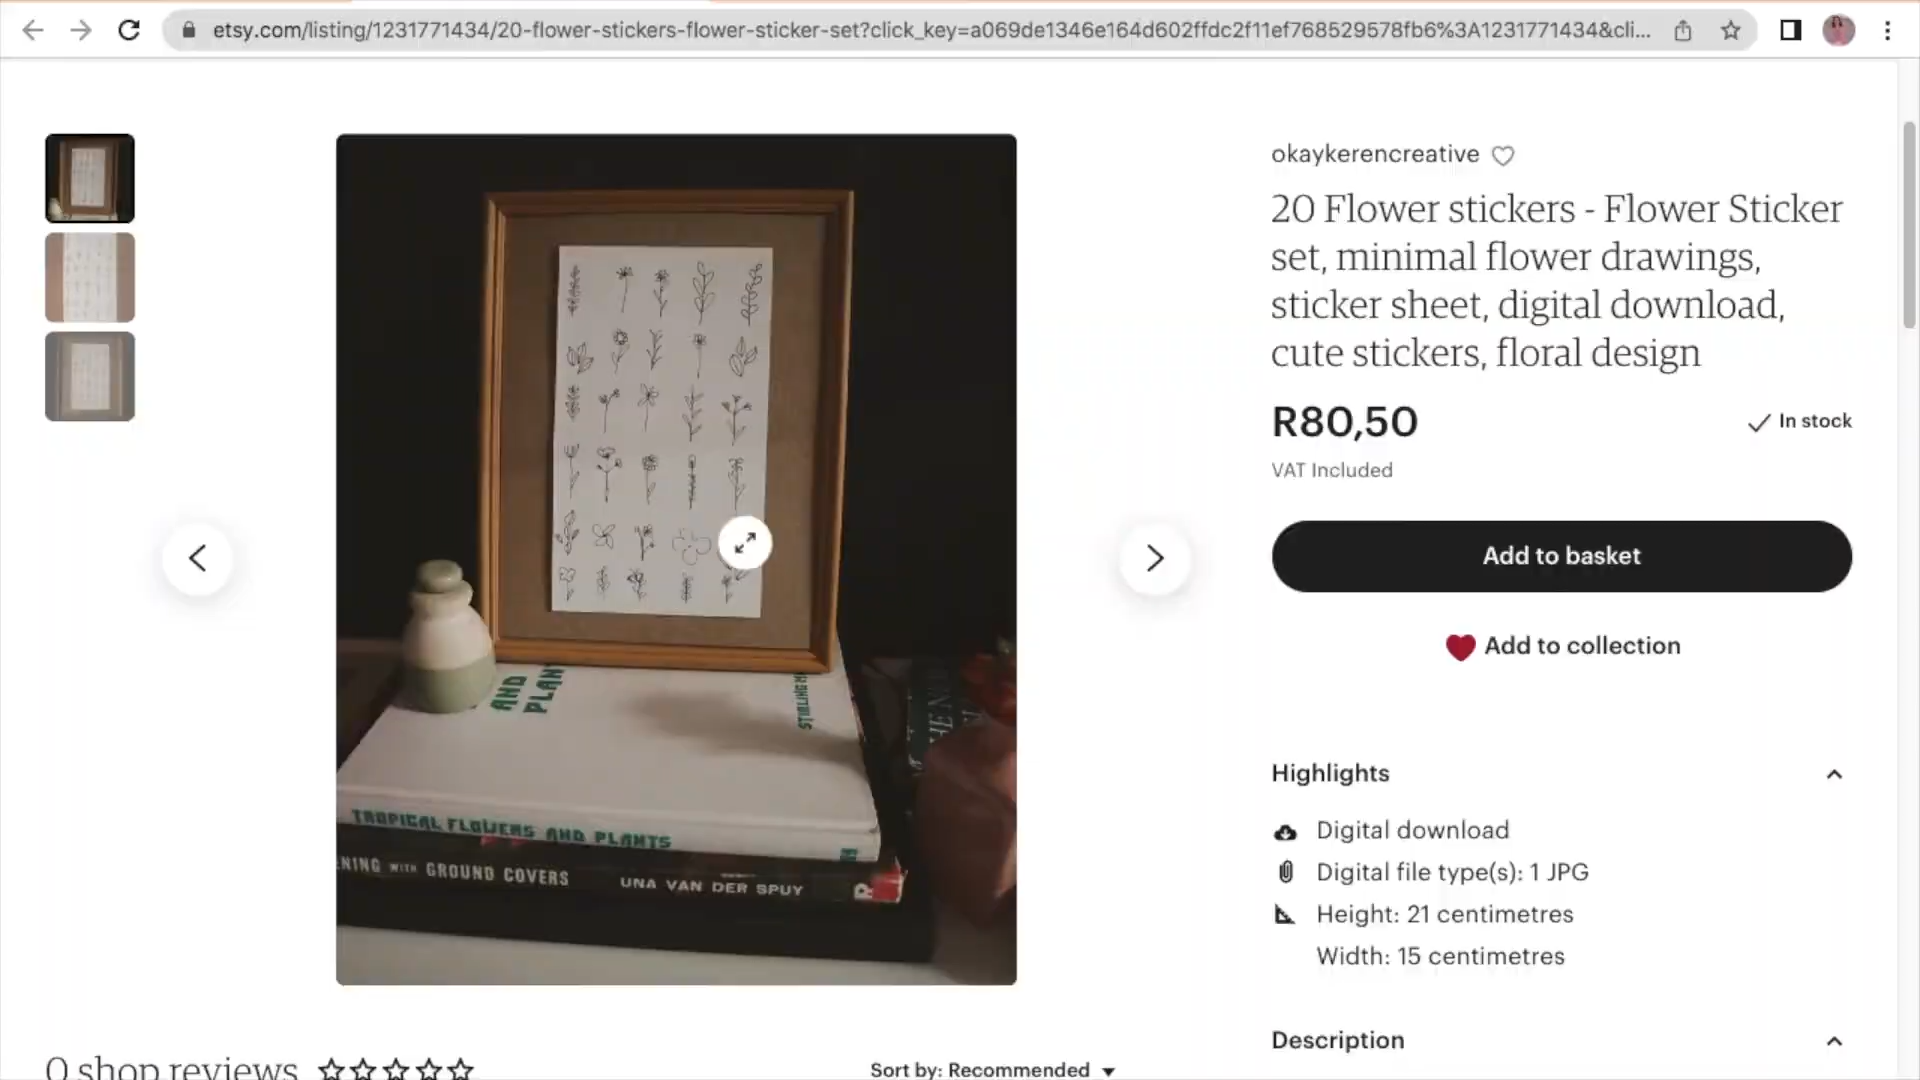 etsy.com/listing/1231771434/20-flower-stickers-flower-sticker-set?click_key=a069de1346e164d602ffdc2f11ef768529578fb6%3A1231771434&cli...
okaykerencreative
20 Flower stickers - Flower Sticker
set, minimal flower drawings,
sticker sheet, digital download,
cute stickers, floral design
R80,50
In stock
VAT Included
Add to basket
Add to collection
Highlights
Digital download
Digital file type(s): 1 JPG
Height: 21 centimetres
Width: 15 centimetres
Description
AND
PLAN
STIRLING M
TROPICAL FLOWERS AND PLANTS
ENING WITH GROUND COVERS
UNA VAN DER SPUY
0 shop reviews
Sort by: Recommended